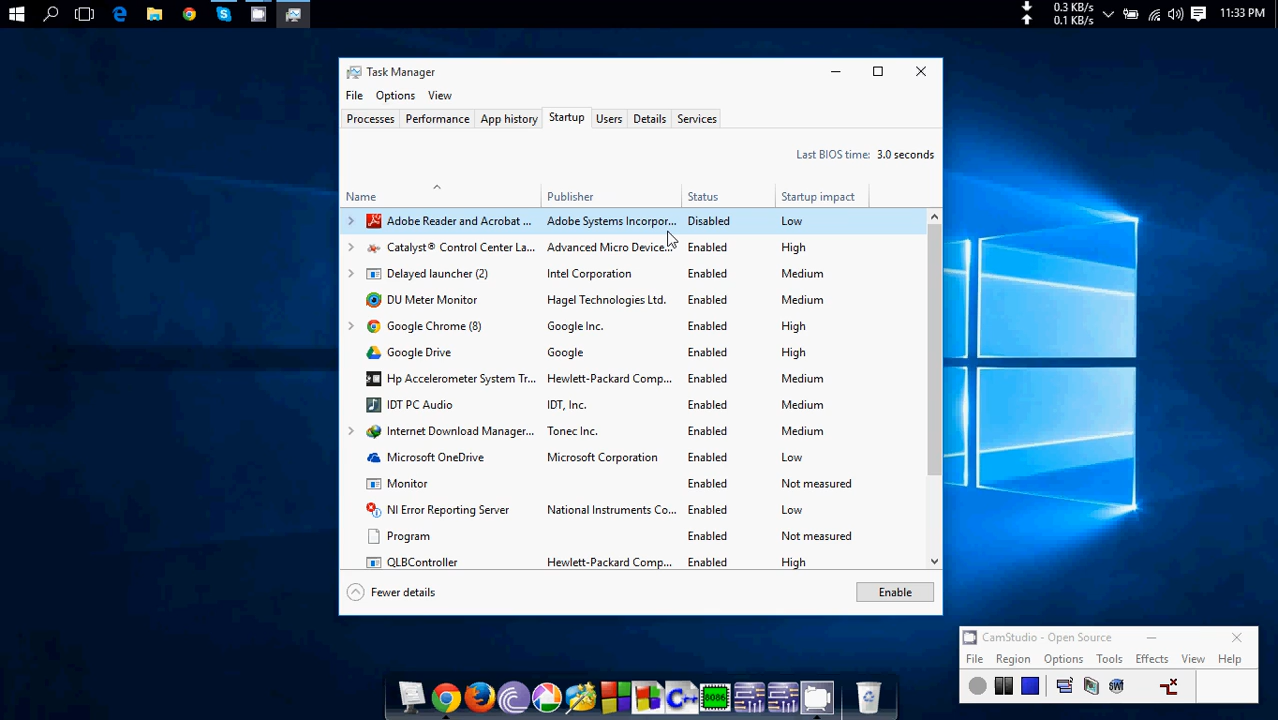 0.3 KB/s
0.1 KB/s
11:33 PM
Task Manager
File Options View
Processes Performance App history Startup Users Details Services
Last BIOS time: 3.0 seconds
Name Publisher Status Startup impact
Adobe Reader and Acrobat ... Adobe Systems Incorpor... Disabled Low
Catalyst® Control Center La... Advanced Micro Device... Enabled High
Delayed launcher (2) Intel Corporation Enabled Medium
DU Meter Monitor Hagel Technologies Ltd. Enabled Medium
Google Chrome (8) Google Inc. Enabled High
Google Drive Google Enabled High
Hp Accelerometer System Tr... Hewlett-Packard Comp... Enabled Medium
IDT PC Audio IDT, Inc. Enabled Medium
Internet Download Manager... Tonec Inc. Enabled Medium
Microsoft OneDrive Microsoft Corporation Enabled Low
Monitor Enabled Not measured
NI Error Reporting Server National Instruments Co... Enabled Low
Program Enabled Not measured
QLBController Hewlett-Packard Comp... Enabled High
Fewer details Enable
CamStudio - Open Source
File Region Options Tools Effects View Help
SWF
C++
8086